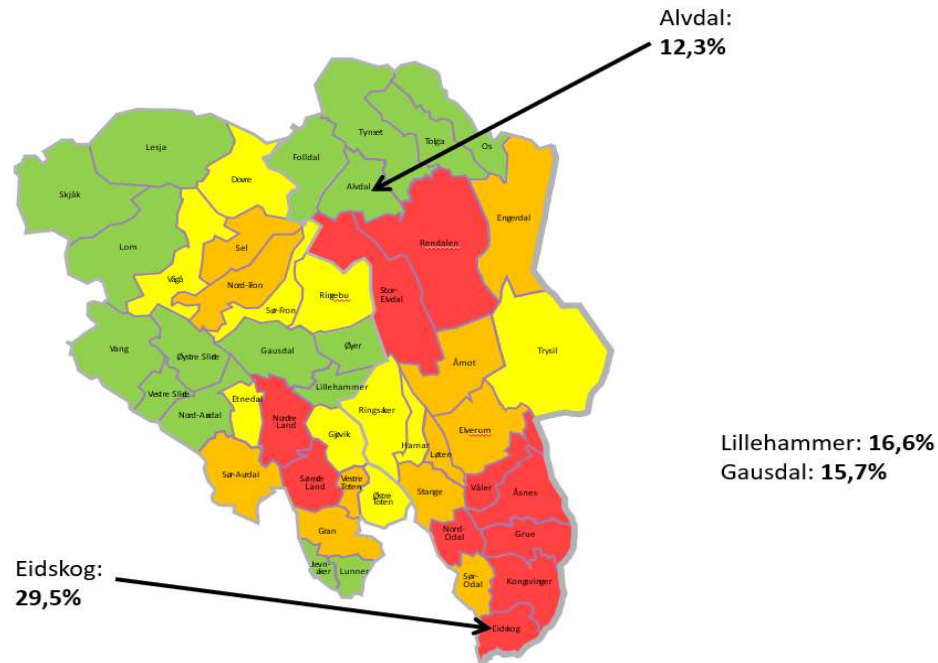 Alvdal:
12,3%
Tynset
Tolga
Os
Lesja
Folldal
Dovre
Alvdal
Skjåk
Engerdal
Lom
Sel
Rendalen
Vågå
Nord-Fron
Ringebu
Stor-
Elvdal
Sør-Fron
Vang
Øystre Slidre
Gausdal
Øyer
Åmot
Trysil
Vestre Slidre
Lillehammer
Etnedal
Nord-Aurdal
Nordre
Land
Ringsaker
Gjøvik
Hamar
Løten
Elverum
Lillehammer: 16,6%
Gausdal: 15,7%
Sør-Aurdal
Søndre
Land
Vestre
Toten
Østre
Toten
Stange
Våler
Åsnes
Gran
Nord-
Odal
Grue
Jevn-
aker
Lunner
Sør-
Odal
Kongsvinger
Eidskog:
29,5%
Eidskog